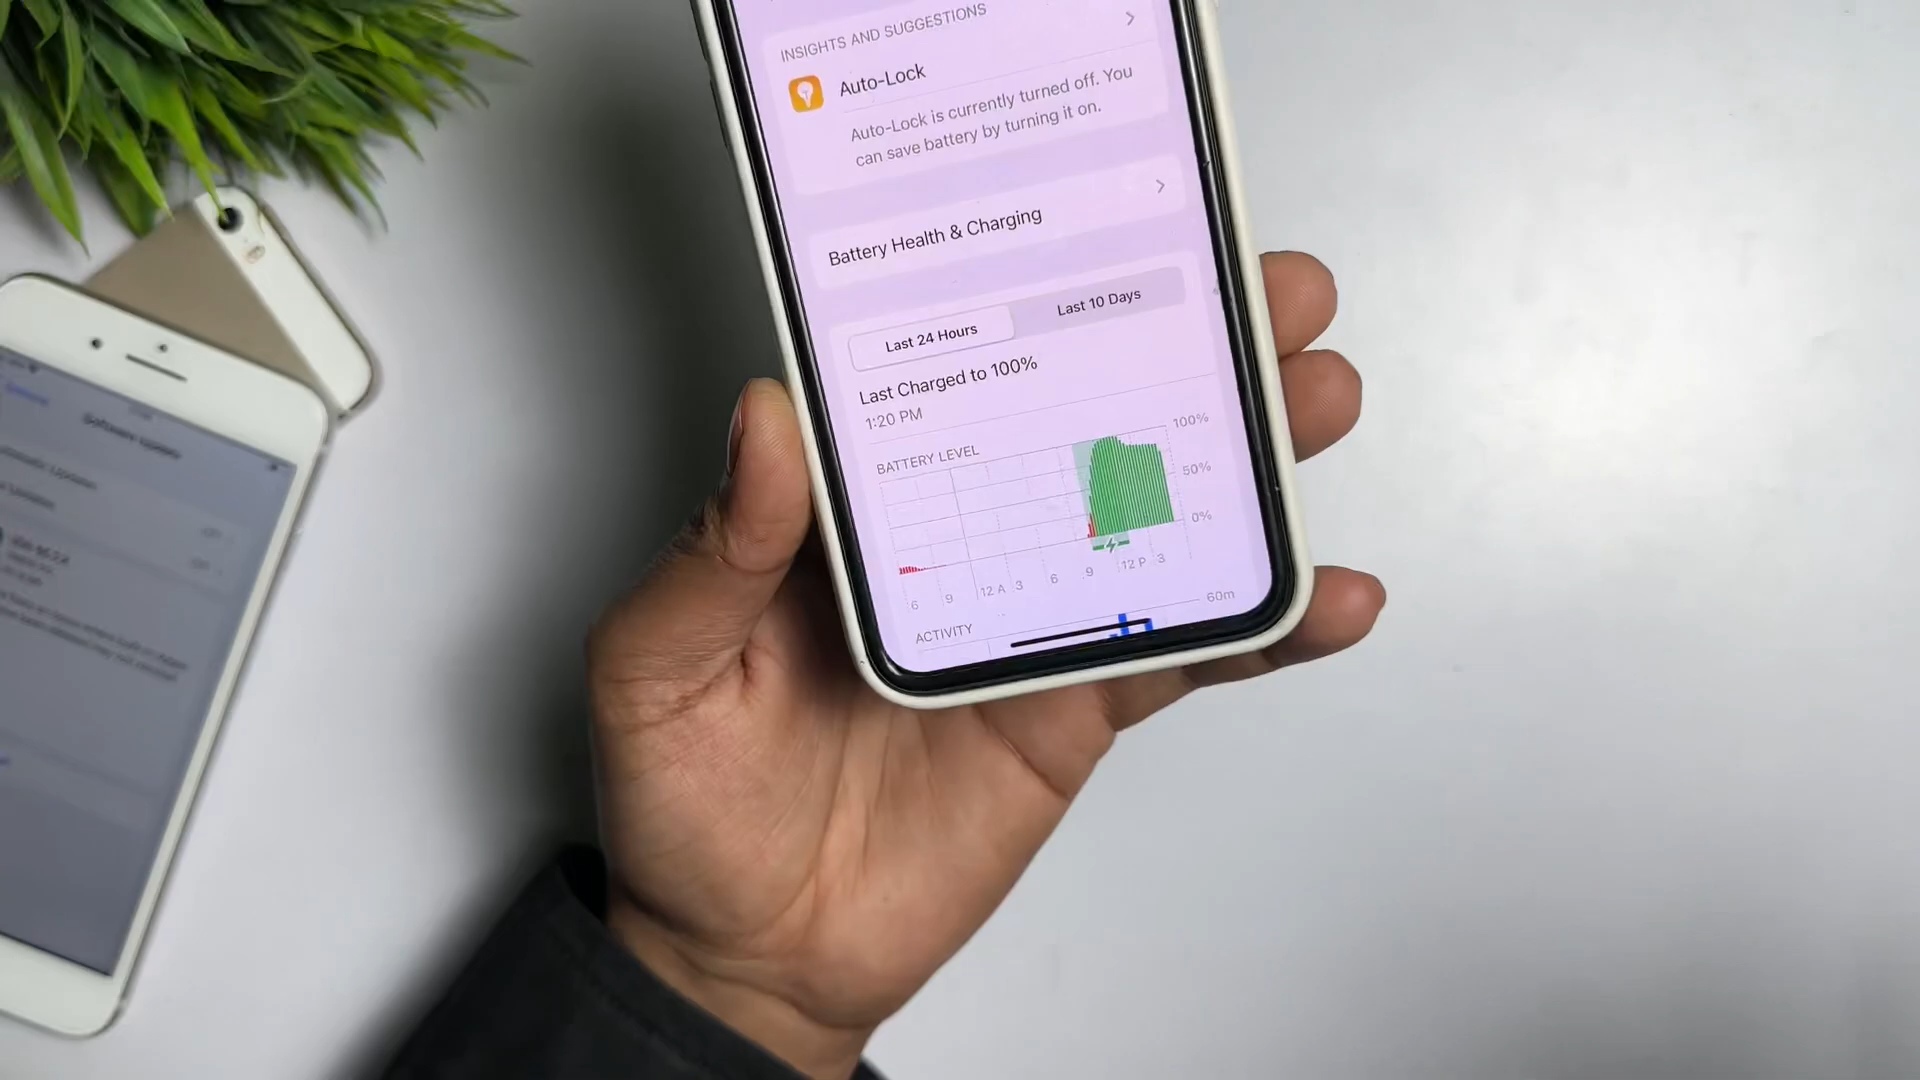 INSIGHTS AND SUGGESTIONS
Auto-Lock
Auto-Lock is currently turned off. You
can save battery by turning it on.
Battery Health & Charging
Last 24 Hours
Last 10 Days
Last Charged to 100%
1:20 PM
BATTERY LEVEL
100%
50%
0%
6 9 12 A 3 6 9 12 P 3
ACTIVITY
60m
Software Update